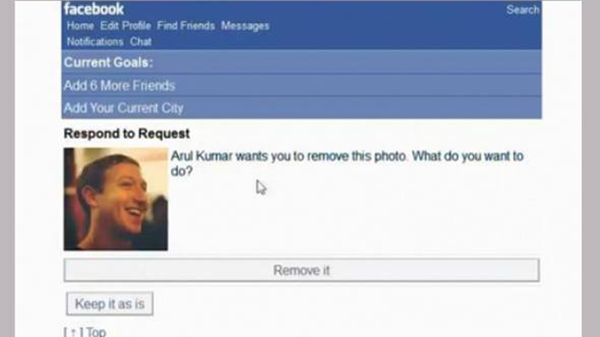 facebook
Search
Home Edit Profile Find Friends Messages
Notifications Chat
Current Goals:
Add 6 More Friends
Add Your Current City
Respond to Request
Arul Kumar wants you to remove this photo. What do you want to
do?
Remove it
Keep it as is
[↑] Top